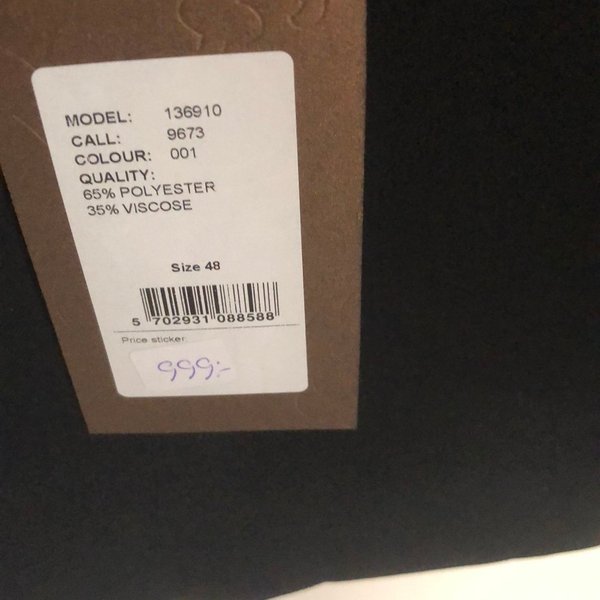 MODEL: 136910
CALL: 9673
COLOUR: 001
QUALITY:
65% POLYESTER
35% VISCOSE
Size 48
5 702931 088588
Price sticker:
999:-